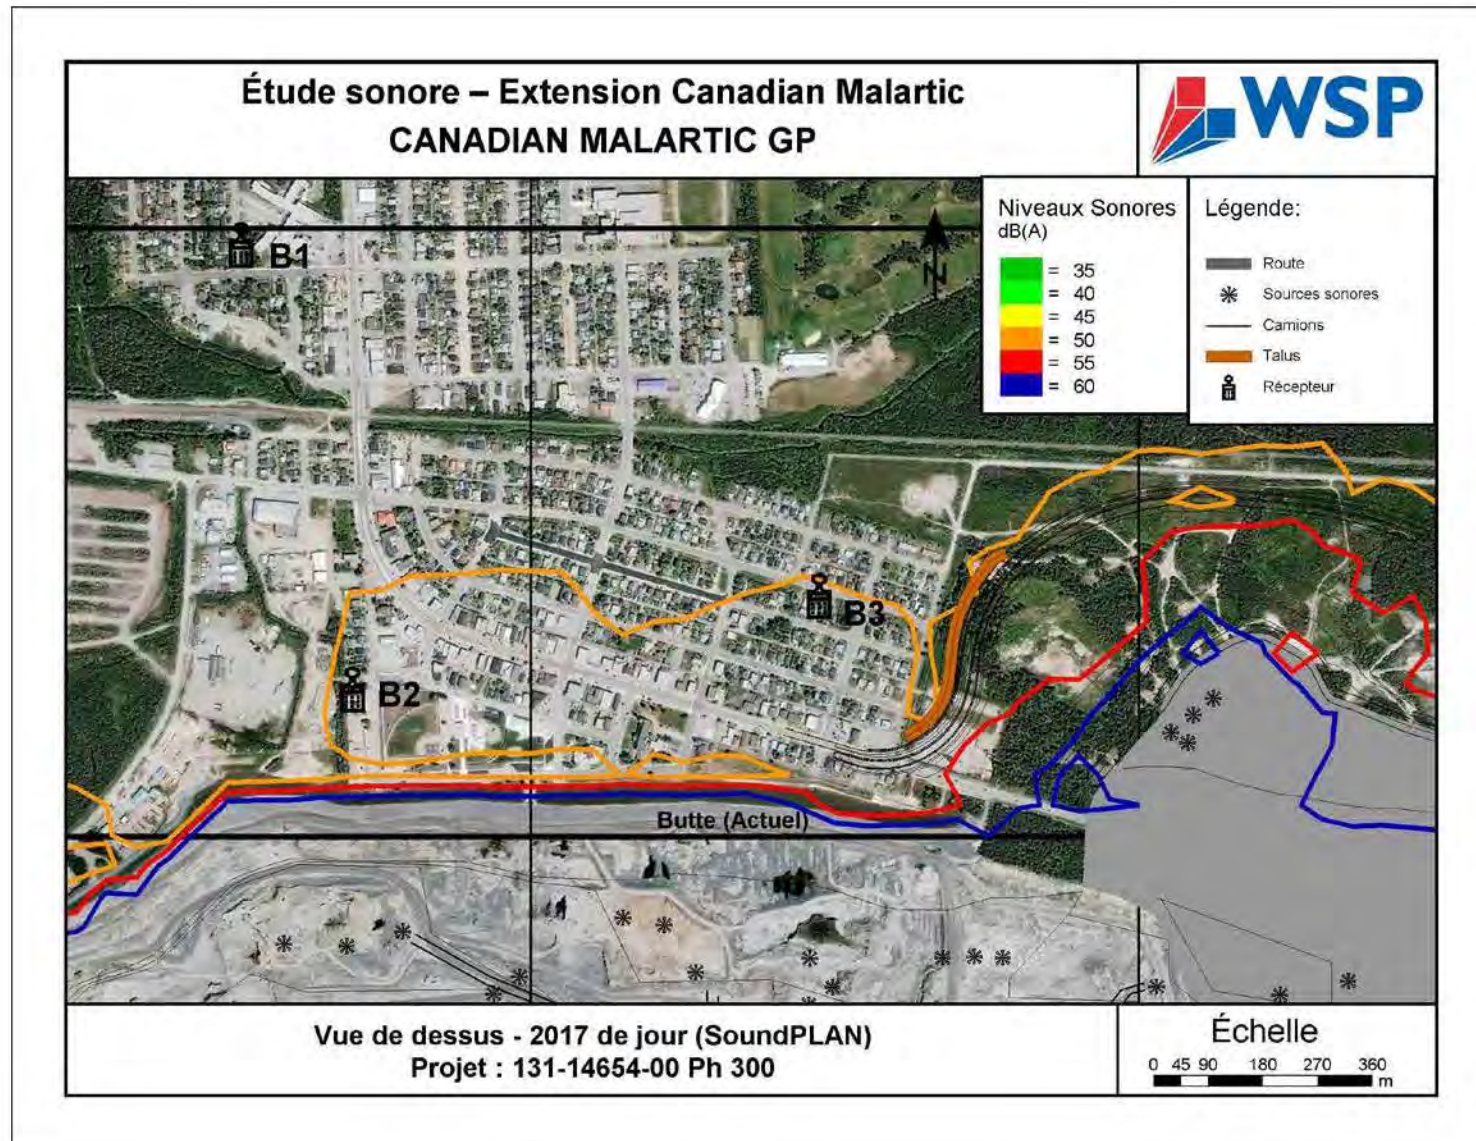 Étude sonore – Extension Canadian Malartic
CANADIAN MALARTIC GP
WSP
Niveaux Sonores
dB(A)
= 35
= 40
= 45
= 50
= 55
= 60
Légende:
Route
Sources sonores
Camions
Talus
Récepteur
N
B1
B2
B3
Butte (Actuel)
Vue de dessus - 2017 de jour (SoundPLAN)
Projet : 131-14654-00 Ph 300
Échelle
0 45 90 180 270 360
m